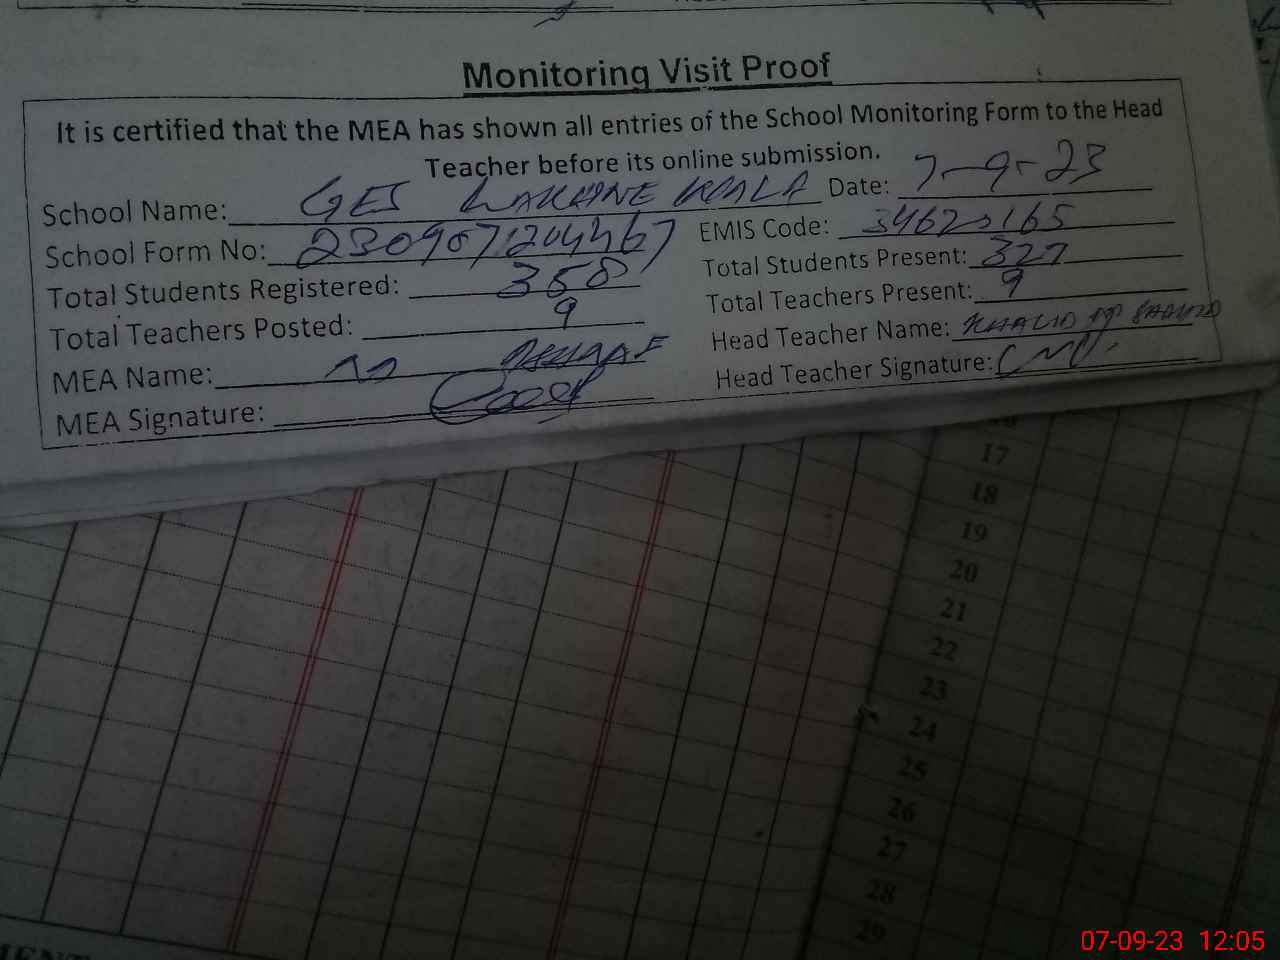 Monitoring Visit Proof
It is certified that the MEA has shown all entries of the School Monitoring Form to the Head
Teacher before its online submission.
School Name: GES Date: 7-9-23
School Form No: EMIS Code:
Total Students Registered: 358 Total Students Present: 327
Total Teachers Posted: 9 Total Teachers Present: 9
MEA Name: M Head Teacher Name: KHALID
MEA Signature: Head Teacher Signature:
17
18
19
20
21
22
23
24
25
26
27
28
29
07-09-23 12:05